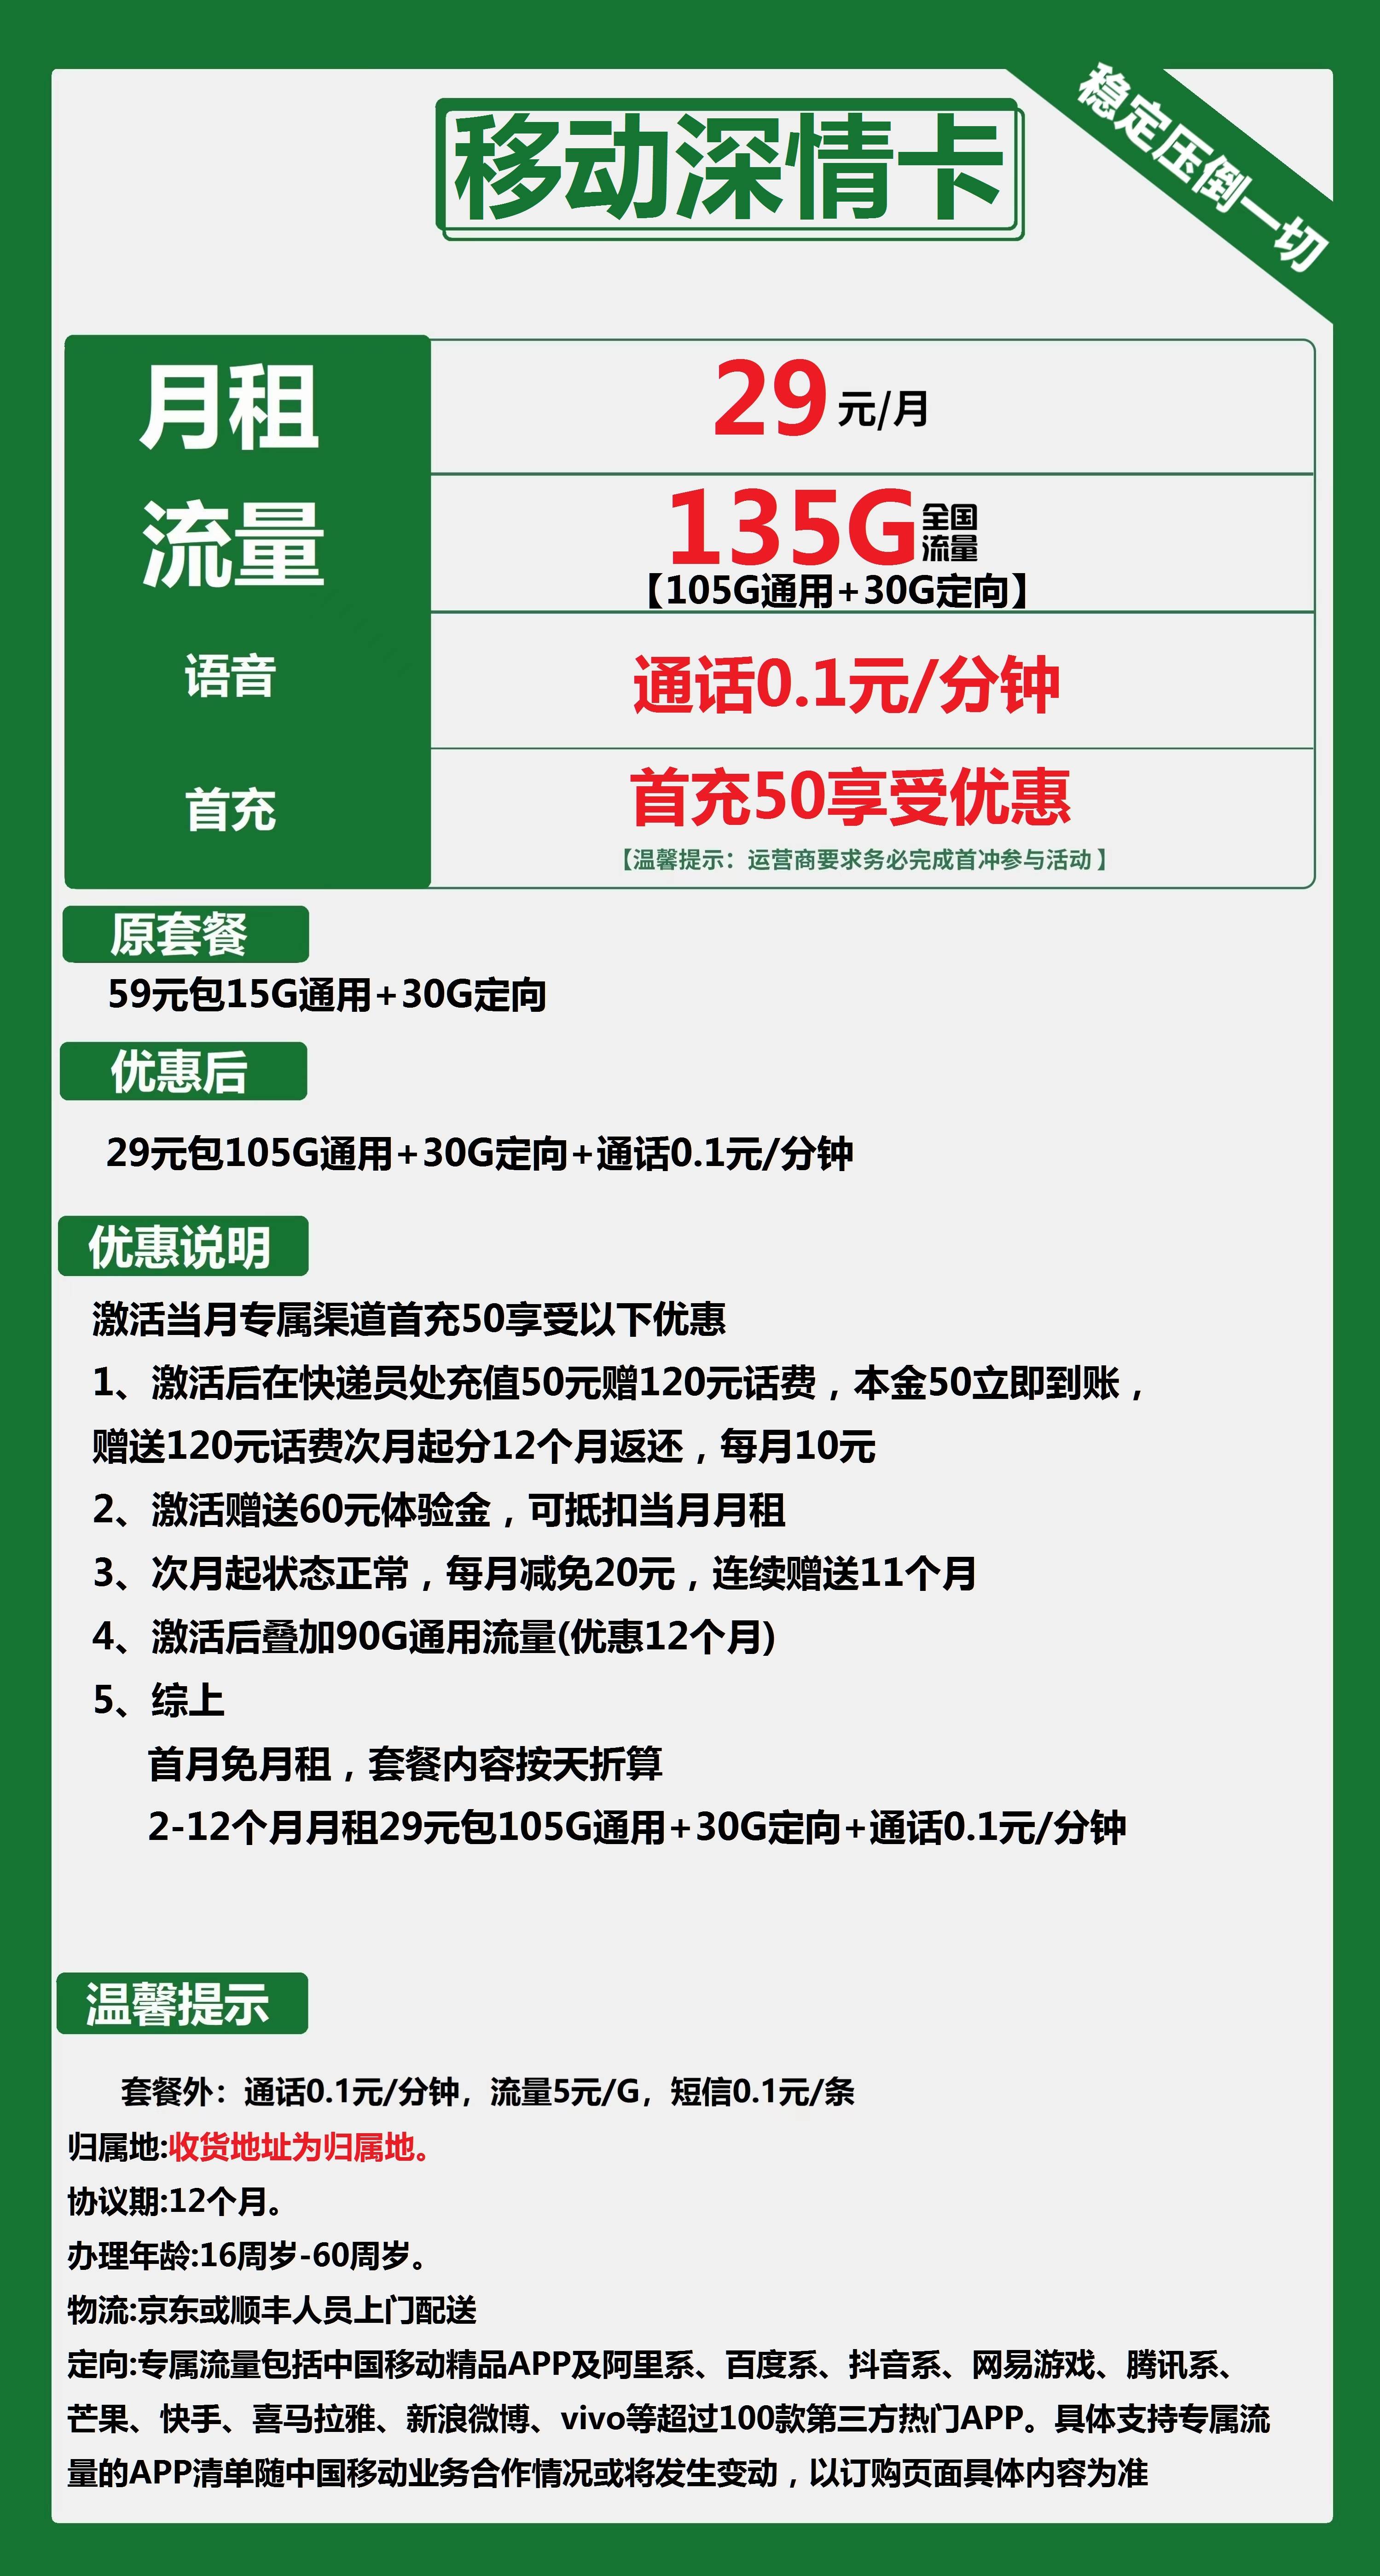 移动深情卡
稳定压倒一切
月租
29元/月
流量
135G全国流量
【105G通用+30G定向】
语音
通话0.1元/分钟
首充
首充50享受优惠
【温馨提示：运营商要求务必完成首冲参与活动】
原套餐
59元包15G通用+30G定向
优惠后
29元包105G通用+30G定向+通话0.1元/分钟
优惠说明
激活当月专属渠道首充50享受以下优惠
1、激活后在快递员处充值50元赠120元话费，本金50立即到账，
赠送120元话费次月起分12个月返还，每月10元
2、激活赠送60元体验金，可抵扣当月月租
3、次月起状态正常，每月减免20元，连续赠送11个月
4、激活后叠加90G通用流量(优惠12个月)
5、综上
首月免月租，套餐内容按天折算
2-12个月月租29元包105G通用+30G定向+通话0.1元/分钟
温馨提示
套餐外：通话0.1元/分钟，流量5元/G，短信0.1元/条
归属地:收货地址为归属地。
协议期:12个月。
办理年龄:16周岁-60周岁。
物流:京东或顺丰人员上门配送
定向:专属流量包括中国移动精品APP及阿里系、百度系、抖音系、网易游戏、腾讯系、
芒果、快手、喜马拉雅、新浪微博、vivo等超过100款第三方热门APP。具体支持专属流
量的APP清单随中国移动业务合作情况或将发生变动，以订购页面具体内容为准